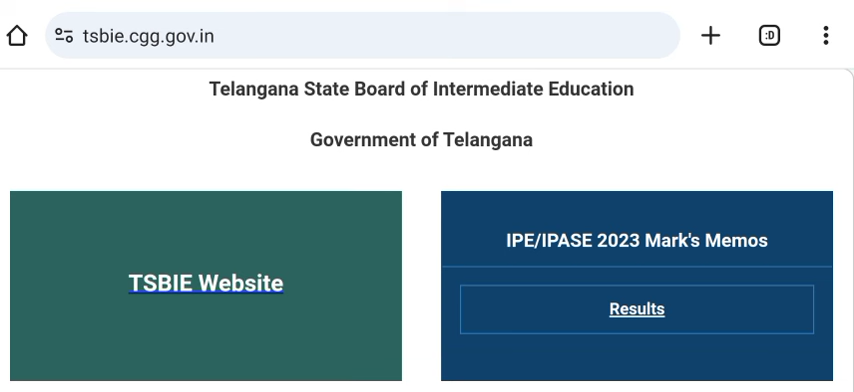 tsbie.cgg.gov.in
:D
Telangana State Board of Intermediate Education
Government of Telangana
TSBIE Website
IPE/IPASE 2023 Mark's Memos
Results